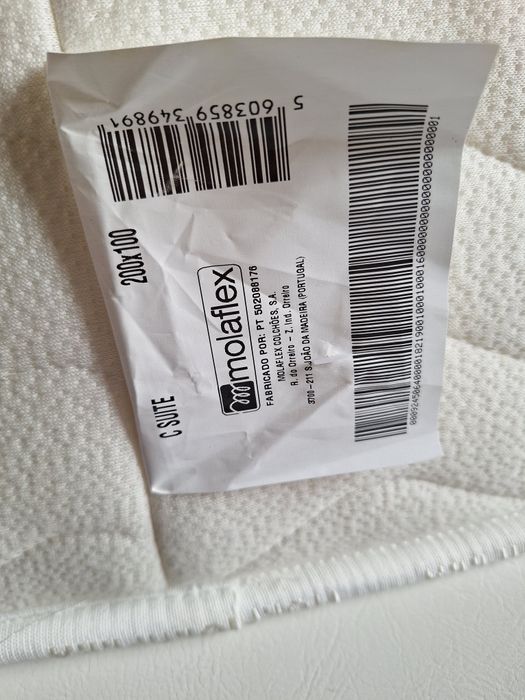 C SUITE 200x100
5 603859 349891
molaflex
FABRICADO POR: PT 502088176
MOLAFLEX COLCHÕES, S.A.
R. do Orreiro - Z. Ind. Orreiro
3700-211 S.JOÃO DA MADEIRA (PORTUGAL)